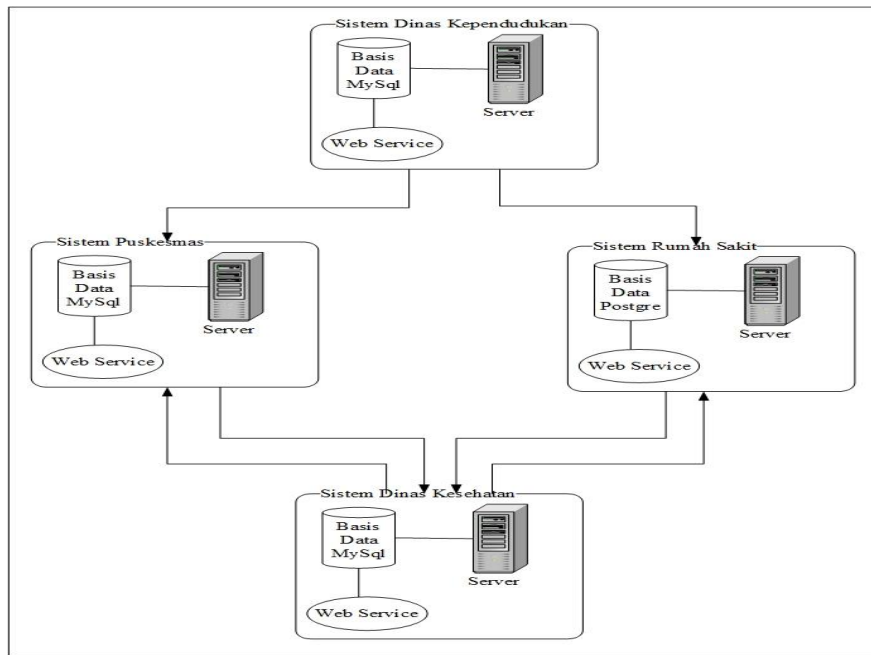 Sistem Dinas Kependudukan
Basis
Data
MySql
Server
Web Service
Sistem Puskesmas
Basis
Data
MySql
Server
Web Service
Sistem Rumah Sakit
Basis
Data
Postgre
Server
Web Service
Sistem Dinas Kesehatan
Basis
Data
MySql
Server
Web Service